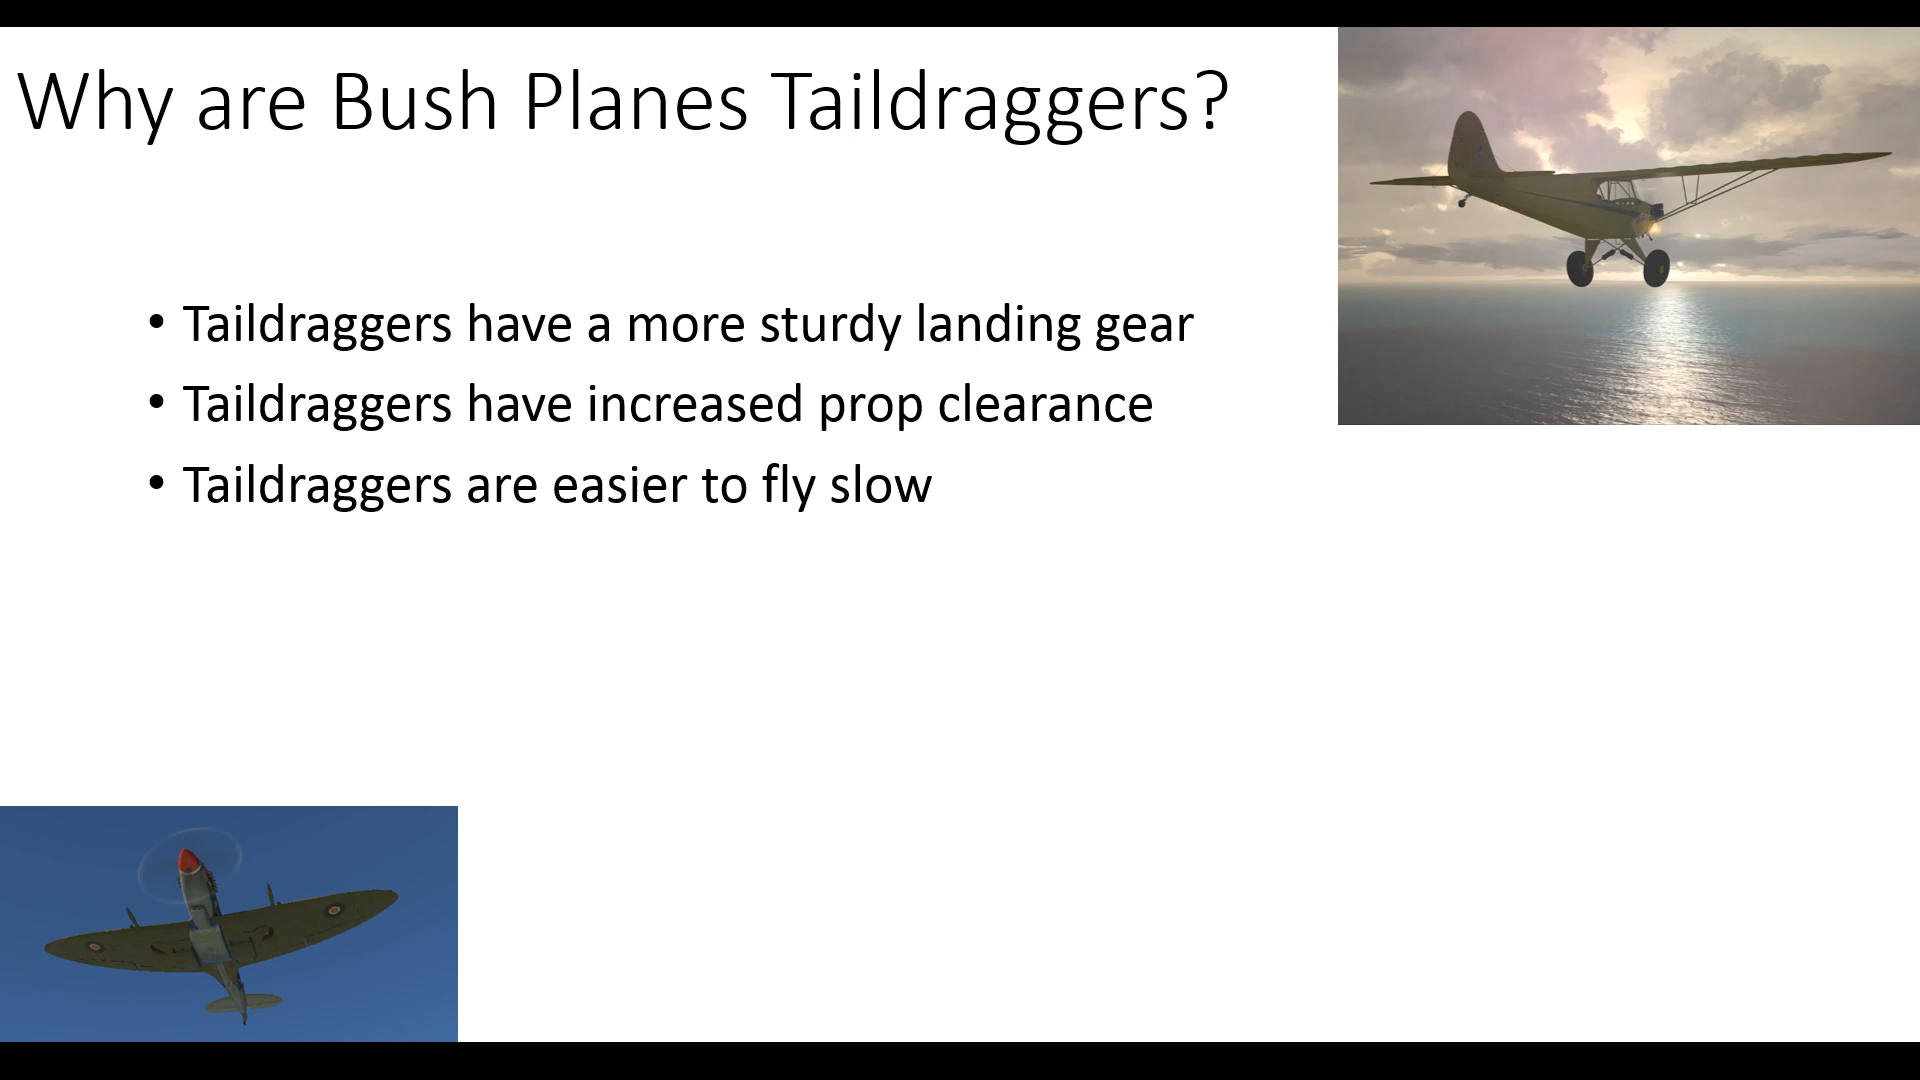 Why are Bush Planes Taildraggers?
• Taildraggers have a more sturdy landing gear
• Taildraggers have increased prop clearance
• Taildraggers are easier to fly slow